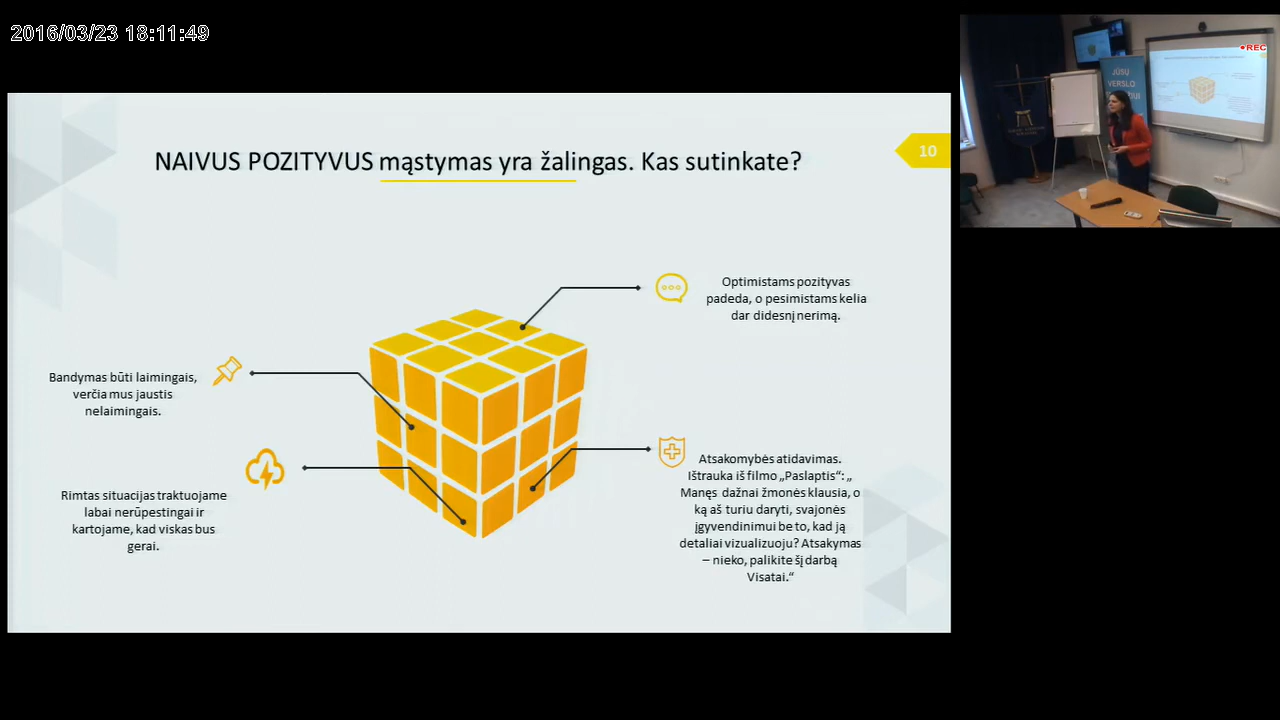 2016/03/23 18:11:49
REC
JŪSŲ
VERSLO
NAIVUS POZITYVUS mąstymas yra žalingas. Kas sutinkate?
10
Optimistams pozityvas
padeda, o pesimistams kelia
dar didesnį nerimą.
Bandymas būti laimingais,
verčia mus jaustis
nelaimingais.
Atsakomybės atidavimas.
Ištrauka iš filmo „Paslaptis“: „
Manęs dažnai žmonės klausia, o
ką aš turiu daryti, svajonės
įgyvendinimui be to, kad ją
detaliai vizualizuoju? Atsakymas
– nieko, palikite šį darbą
Visatai.“
Rimtas situacijas traktuojame
labai nerūpestingai ir
kartojame, kad viskas bus
gerai.